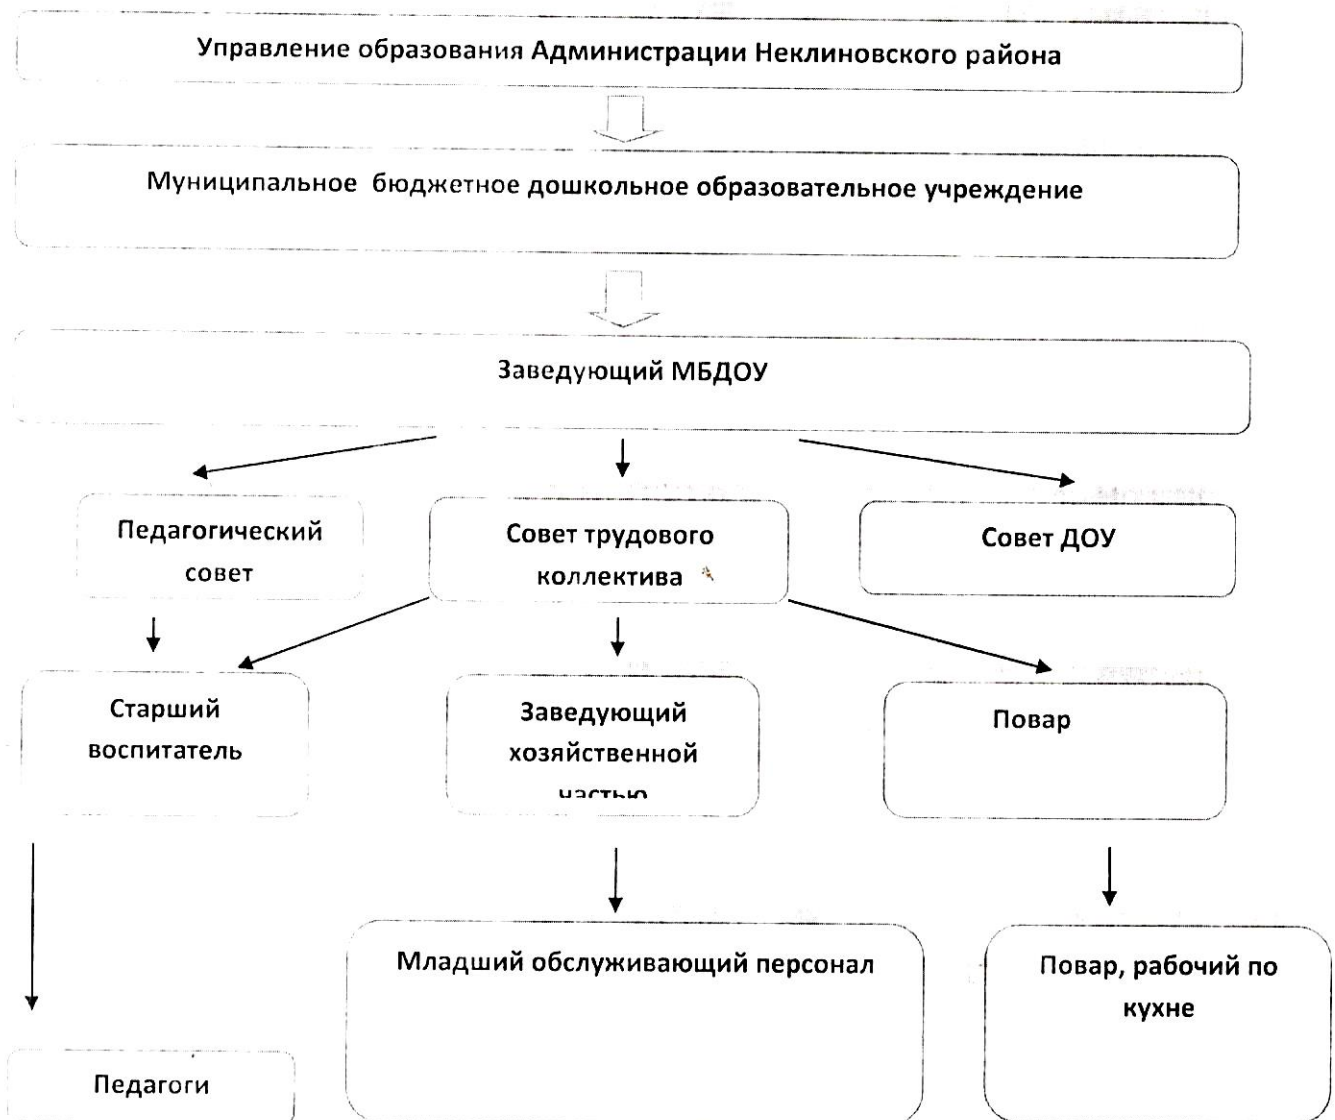 Управление образования Администрации Неклиновского района
Муниципальное бюджетное дошкольное образовательное учреждение
Заведующий МБДОУ
Педагогический
совет
Совет трудового
коллектива
Совет ДОУ
Старший
воспитатель
Заведующий
хозяйственной
частью
Повар
Младший обслуживающий персонал
Повар, рабочий по
кухне
Педагоги